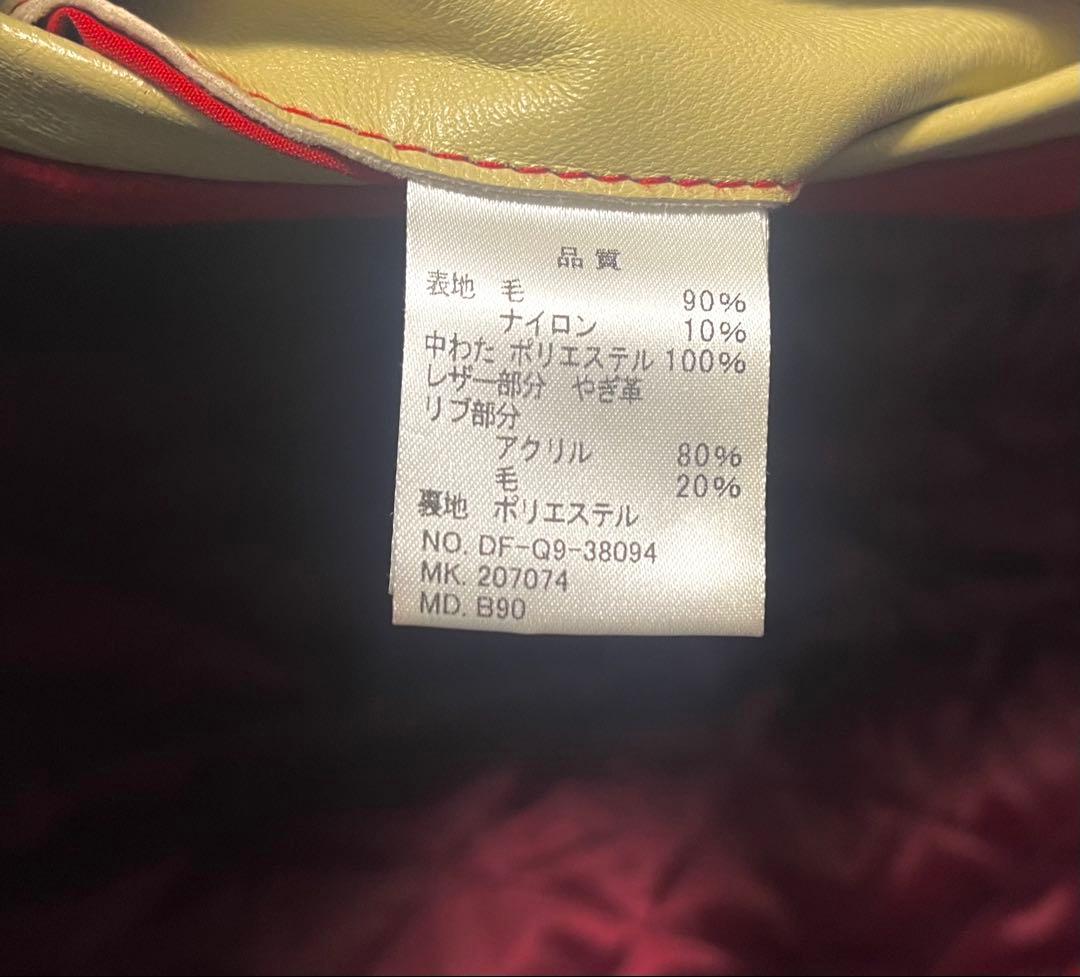 品質
表地 毛 90%
ナイロン 10%
中わた ポリエステル 100%
レザー部分 やぎ革
リブ部分
アクリル 80%
毛 20%
裏地 ポリエステル
NO. DF-Q9-38094
MK. 207074
MD. B90